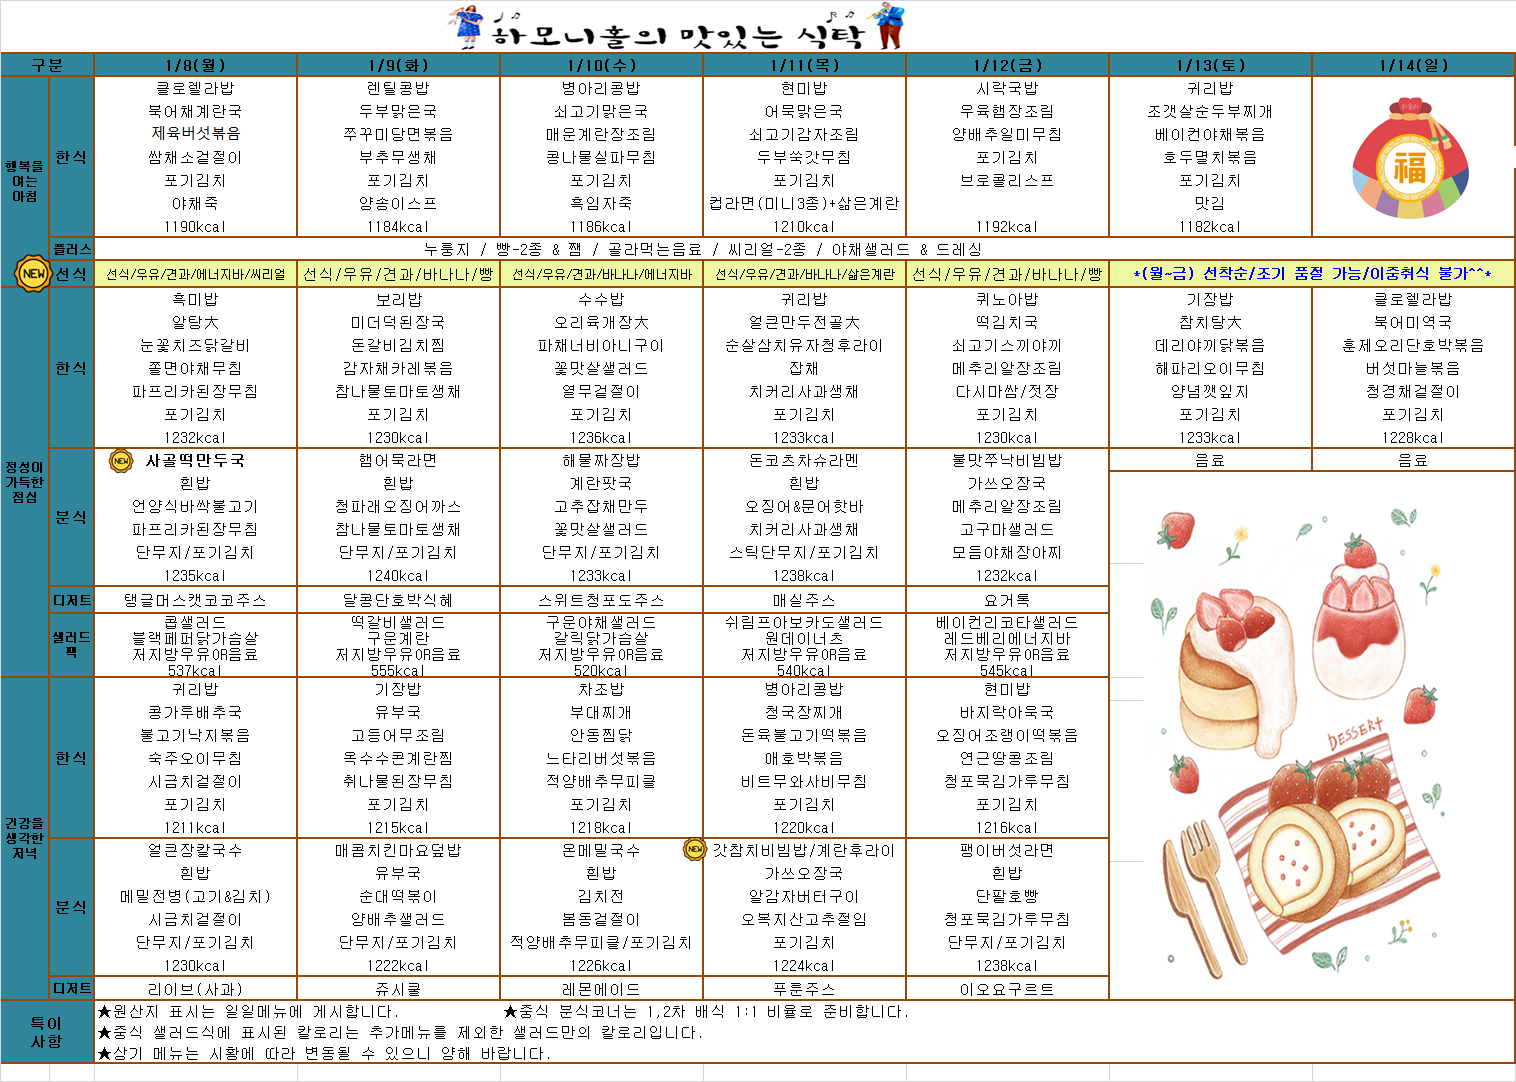 하모니홀의 맛있는 식탁
구분 1/8(월) 1/9(화) 1/10(수) 1/11(목) 1/12(금) 1/13(토) 1/14(일)
행복을 여는 아침
한식
클로렐라밥 렌틸콩밥 병아리콩밥 현미밥 시락국밥 귀리밥
북어채계란국 두부맑은국 쇠고기맑은국 어묵맑은국 우육햄장조림 조갯살순두부찌개
제육버섯볶음 쭈꾸미당면볶음 매운계란장조림 쇠고기감자조림 양배추일미무침 베이컨야채볶음
쌈채소겉절이 부추무생채 콩나물실파무침 두부쑥갓무침 포기김치 호두멸치볶음
포기김치 포기김치 포기김치 포기김치 브로콜리스프 포기김치
야채죽 양송이스프 흑임자죽 컵라면(미니3종)+삶은계란 맛김
1190kcal 1184kcal 1186kcal 1210kcal 1192kcal 1182kcal
福
플러스 누룽지 / 빵-2종 & 잼 / 골라먹는음료 / 씨리얼-2종 / 야채샐러드 & 드레싱
NEW 선식 선식/우유/견과/에너지바/씨리얼 선식/우유/견과/바나나/빵 선식/우유/견과/바나나/에너지바 선식/우유/견과/바나나/삶은계란 선식/우유/견과/바나나/빵 *(월~금) 선착순/조기 품절 가능/이중취식 불가^^*
정성이 가득한 점심
한식
흑미밥 보리밥 수수밥 귀리밥 퀴노아밥 기장밥 클로렐라밥
알탕大 미더덕된장국 오리육개장大 얼큰만두전골大 떡김치국 참치탕大 북어미역국
눈꽃치즈닭갈비 돈갈비김치찜 파채너비아니구이 순살삼치유자청후라이 쇠고기스끼야끼 데리야끼닭볶음 훈제오리단호박볶음
쫄면야채무침 감자채카레볶음 꽃맛살샐러드 잡채 메추리알장조림 해파리오이무침 버섯마늘볶음
파프리카된장무침 참나물토마토생채 열무겉절이 치커리사과생채 다시마쌈/젓장 양념깻잎지 청경채겉절이
포기김치 포기김치 포기김치 포기김치 포기김치 포기김치 포기김치
1232kcal 1230kcal 1236kcal 1233kcal 1230kcal 1233kcal 1228kcal
분식
NEW 사골떡만두국 햄어묵라면 해물짜장밥 돈코츠차슈라멘 불맛쭈낙비빔밥 음료 음료
흰밥 흰밥 계란팟국 흰밥 가쓰오장국
언양식바싹불고기 청파래오징어까스 고추잡채만두 오징어&문어핫바 메추리알장조림
파프리카된장무침 참나물토마토생채 꽃맛살샐러드 치커리사과생채 고구마샐러드
단무지/포기김치 단무지/포기김치 단무지/포기김치 스틱단무지/포기김치 모듬야채장아찌
1235kcal 1240kcal 1233kcal 1238kcal 1232kcal
디저트 탱글머스캣코코주스 달콩단호박식혜 스위트청포도주스 매실주스 요거톡
샐러드팩
콥샐러드 떡갈비샐러드 구운야채샐러드 쉬림프아보카도샐러드 베이컨리코타샐러드
블랙페퍼닭가슴살 구운계란 갈릭닭가슴살 원데이너츠 레드베리에너지바
저지방우유OR음료 저지방우유OR음료 저지방우유OR음료 저지방우유OR음료 저지방우유OR음료
537kcal 555kcal 520kcal 540kcal 545kcal
건강을 생각한 저녁
한식
귀리밥 기장밥 차조밥 병아리콩밥 현미밥
콩가루배추국 유부국 부대찌개 청국장찌개 바지락아욱국
불고기낙지볶음 고등어무조림 안동찜닭 돈육불고기떡볶음 오징어조랭이떡볶음
숙주오이무침 옥수수콘계란찜 느타리버섯볶음 애호박볶음 연근땅콩조림
시금치겉절이 취나물된장무침 적양배추무피클 비트무와사비무침 청포묵김가루무침
포기김치 포기김치 포기김치 포기김치 포기김치
1211kcal 1215kcal 1218kcal 1220kcal 1216kcal
DESSERT
분식
얼큰장칼국수 매콤치킨마요덮밥 온메밀국수 NEW 갓참치비빔밥/계란후라이 팽이버섯라면
흰밥 유부국 흰밥 가쓰오장국 흰밥
메밀전병(고기&김치) 순대떡볶이 김치전 알감자버터구이 단팥호빵
시금치겉절이 양배추샐러드 봄동겉절이 오복지산고추절임 청포묵김가루무침
단무지/포기김치 단무지/포기김치 적양배추무피클/포기김치 포기김치 단무지/포기김치
1230kcal 1222kcal 1226kcal 1224kcal 1238kcal
디저트 리이브(사과) 쥬시쿨 레몬에이드 푸룬주스 이오요구르트
특이사항
★원산지 표시는 일일메뉴에 게시합니다. ★중식 분식코너는 1,2차 배식 1:1 비율로 준비합니다.
★중식 샐러드식에 표시된 칼로리는 추가메뉴를 제외한 샐러드만의 칼로리입니다.
★상기 메뉴는 시황에 따라 변동될 수 있으니 양해 바랍니다.